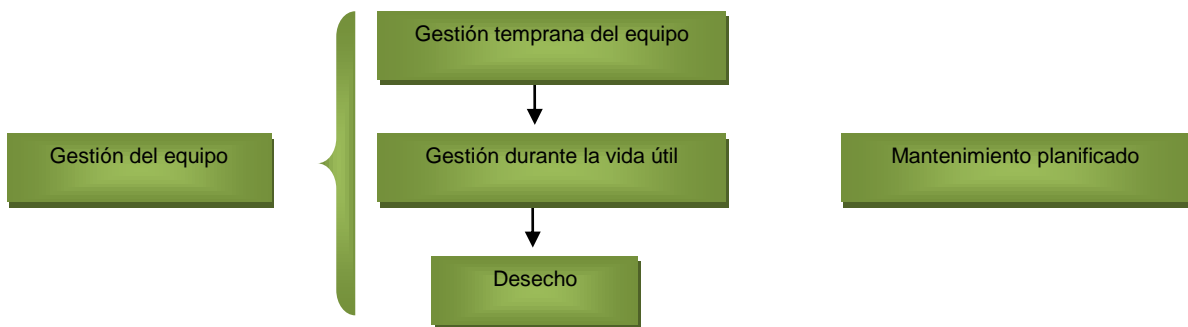 Gestión temprana del equipo
Gestión del equipo
Gestión durante la vida útil
Mantenimiento planificado
Desecho